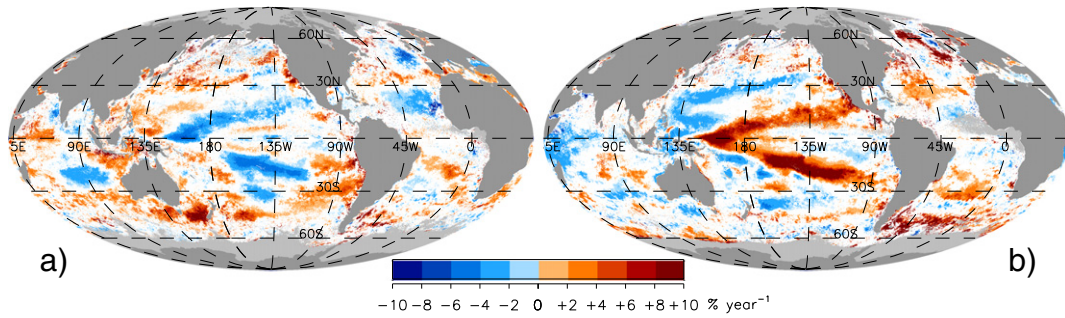 60N 60N
30N 30N
5E 90E 135E 180 135W 90W 45W 0 5E 90E 135E 180 135W 90W 45W 0
30S 30S
60S 60S
a) b)
−10 −8 −6 −4 −2 0 +2 +4 +6 +8 +10 % year⁻¹